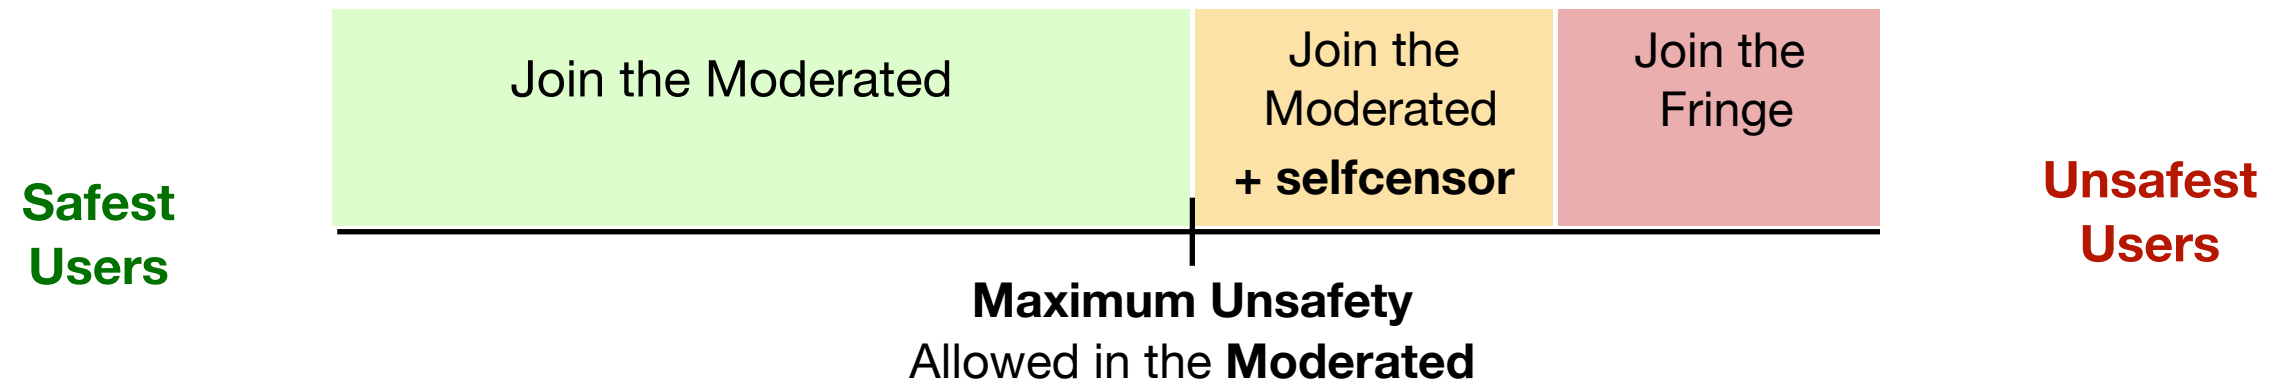 Join the Moderated
Join the
Moderated
+ selfcensor
Join the
Fringe
Safest
Users
Unsafest
Users
Maximum Unsafety
Allowed in the Moderated